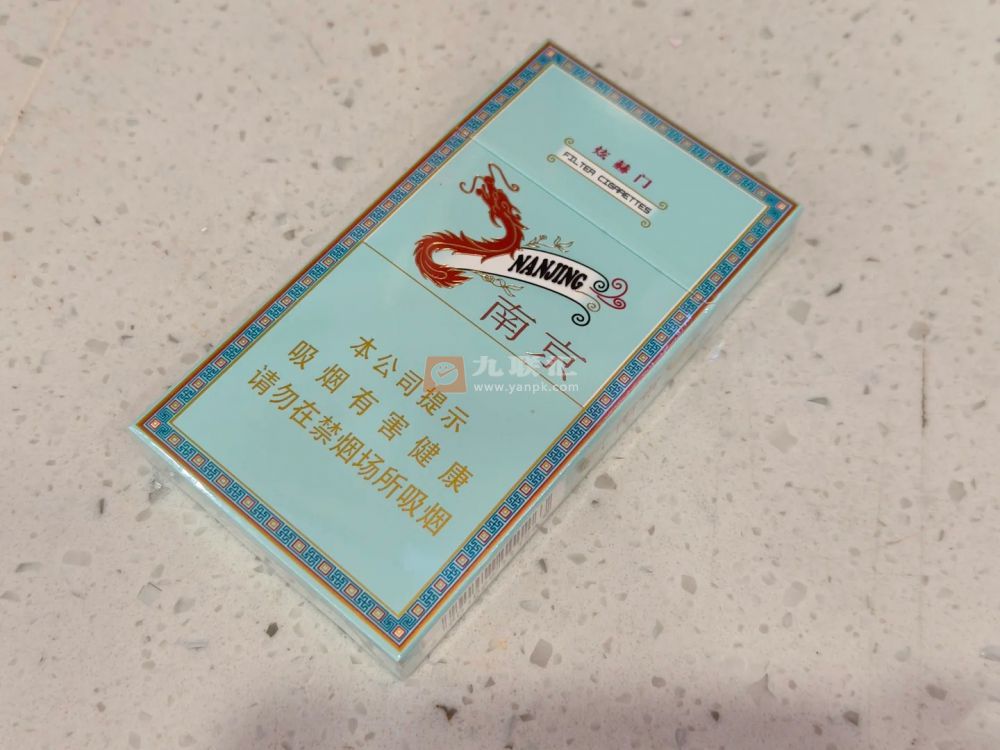 炫赫门
FILTER CIGARETTES
NANJING
南京
本公司提示
吸烟有害健康
请勿在禁烟场所吸烟
九联汇
www.yanpk.com